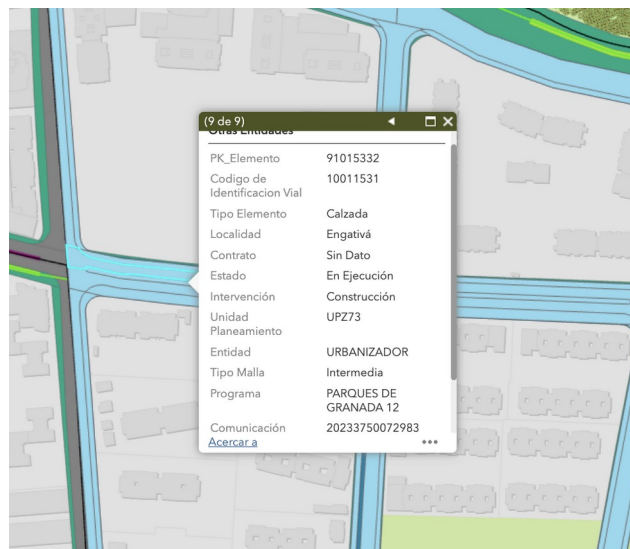 (9 de 9)
Otras Entidades
PK_Elemento 91015332
Codigo de Identificacion Vial 10011531
Tipo Elemento Calzada
Localidad Engativá
Contrato Sin Dato
Estado En Ejecución
Intervención Construcción
Unidad Planeamiento UPZ73
Entidad URBANIZADOR
Tipo Malla Intermedia
Programa PARQUES DE GRANADA 12
Comunicación 20233750072983
Acercar a